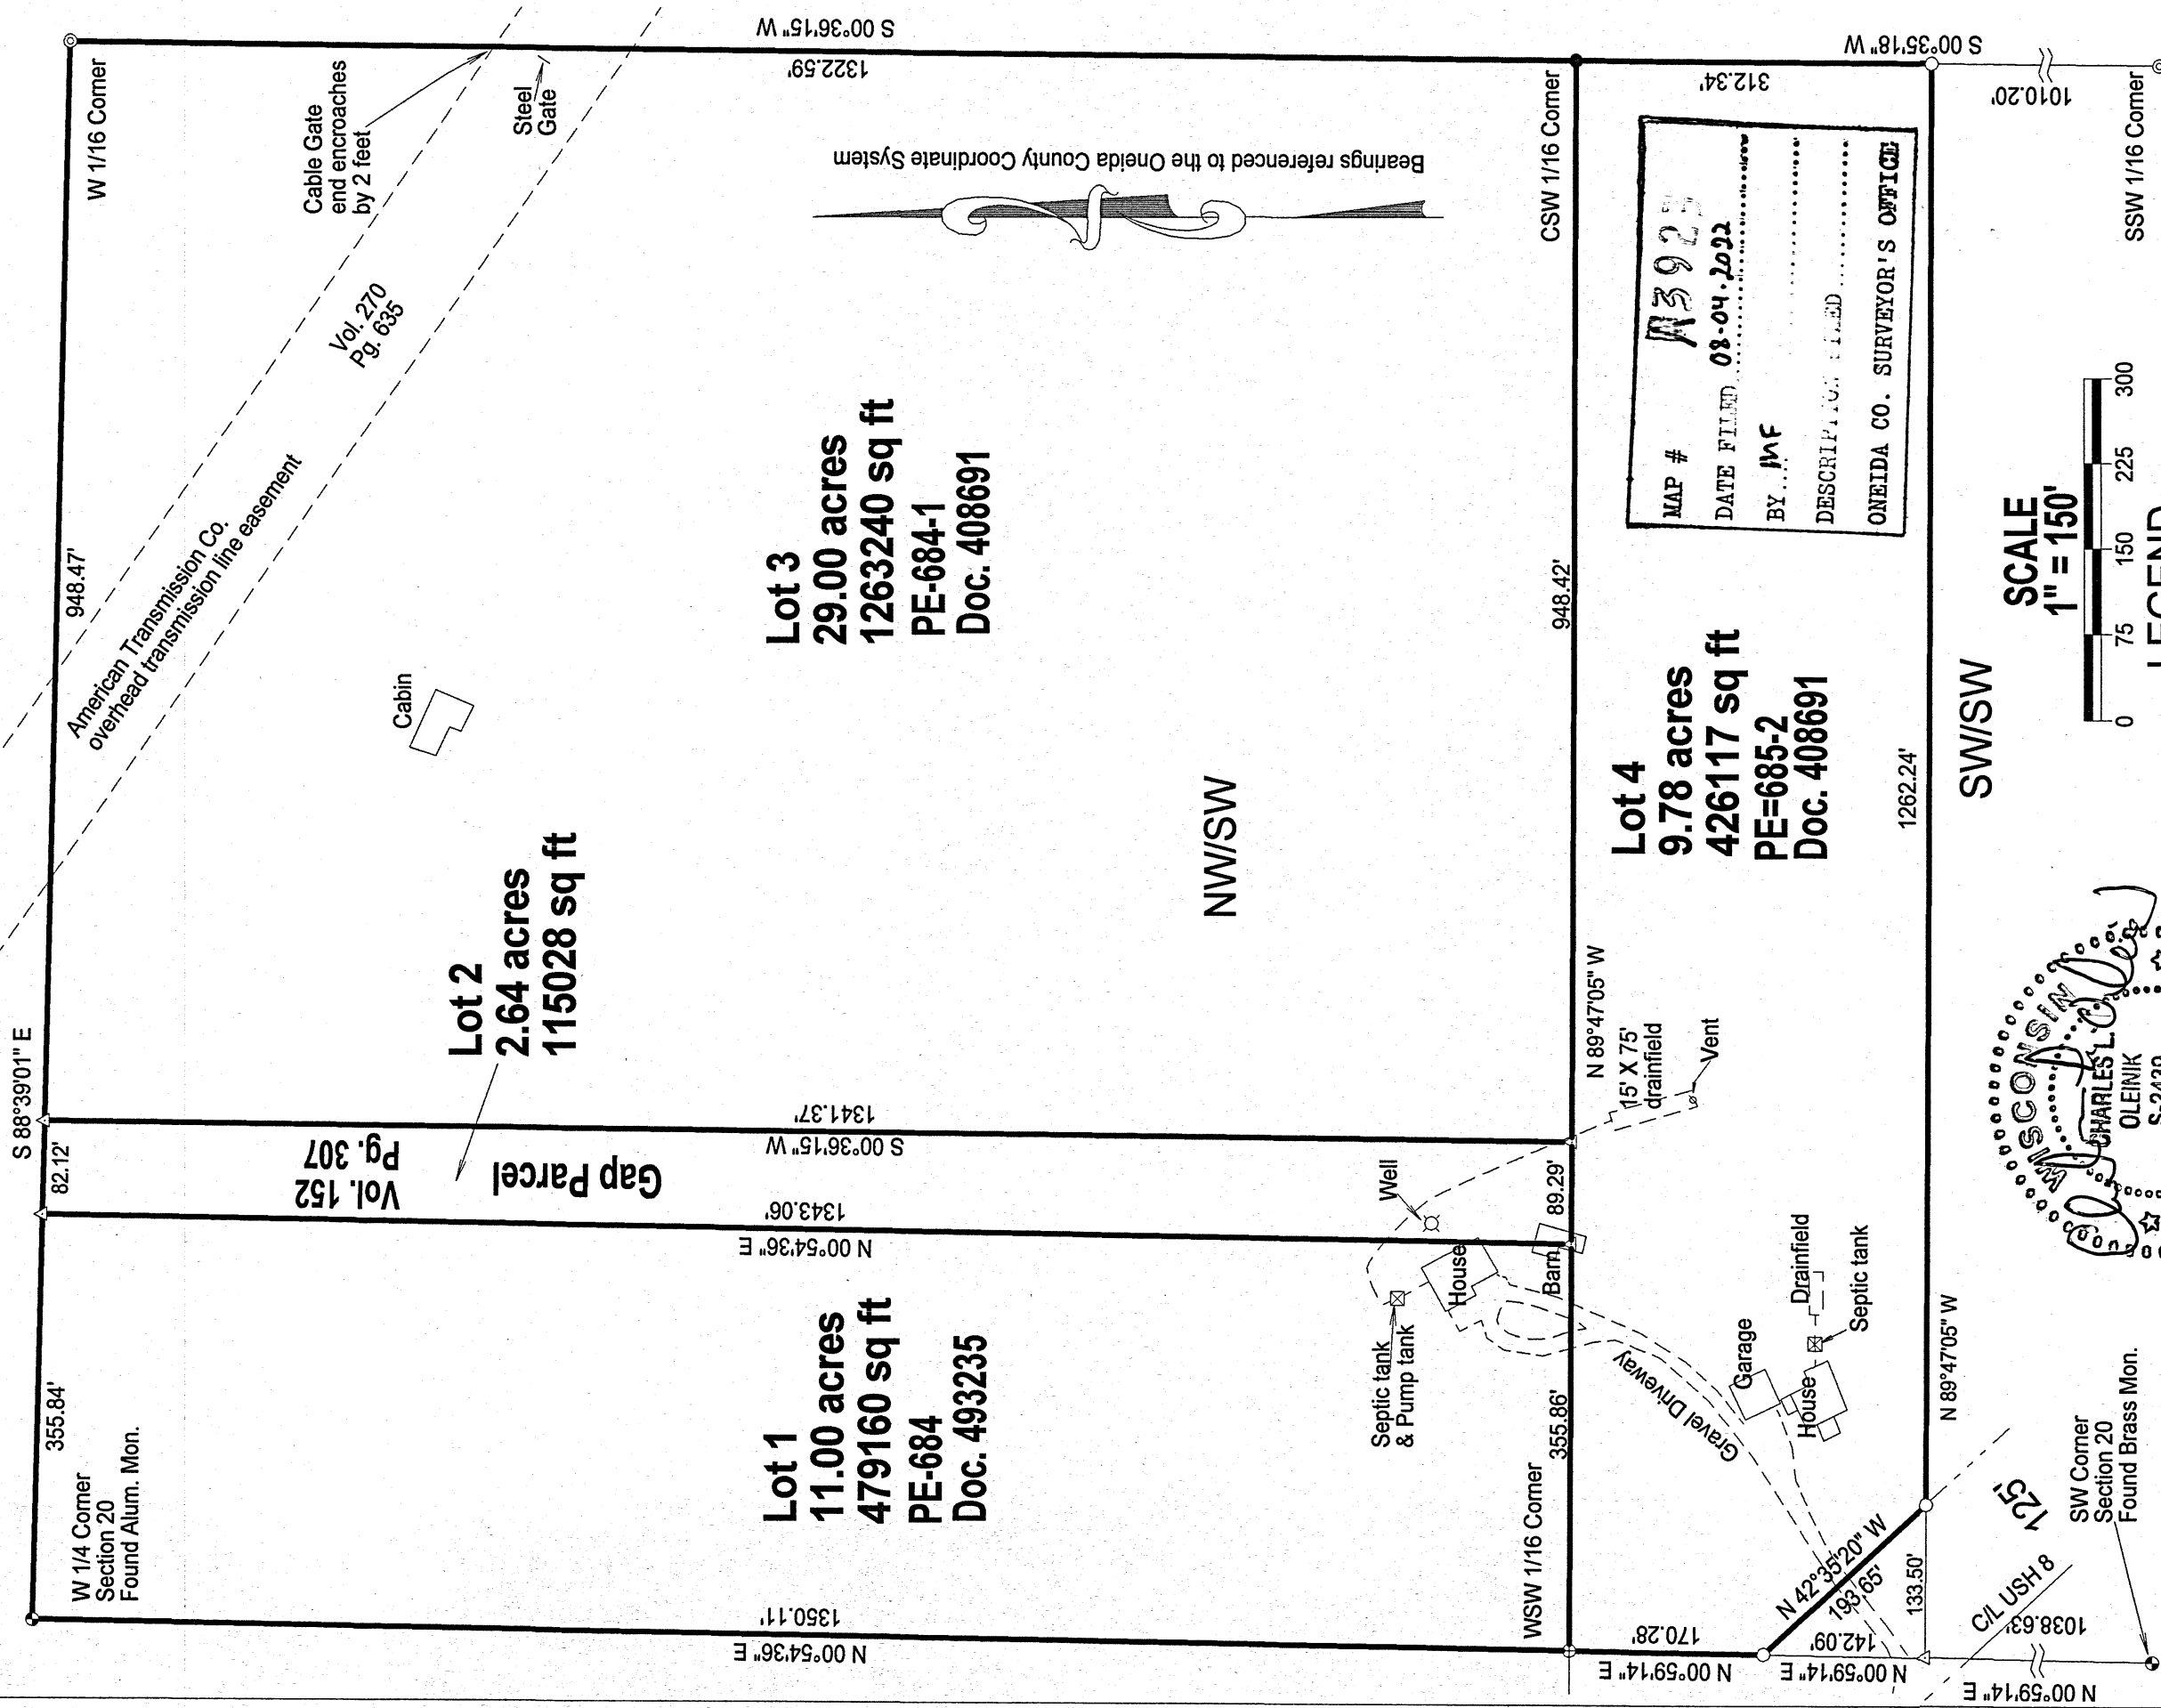 S 88°39'01" E
355.84'
82.12'
948.47'
W 1/4 Corner
Section 20
Found Alum. Mon.
W 1/16 Corner
American Transmission Co.
overhead transmission line easement
Vol. 270
Pg. 635
Cable Gate
end encroaches
by 2 feet
Steel
Gate
S 00°36'15" W
1322.59'
Cabin
Vol. 152
Pg. 307
Gap Parcel
Lot 2
2.64 acres
115028 sq ft
1341.37'
S 00°36'15" W
1343.06'
N 00°54'36" E
Lot 1
11.00 acres
479160 sq ft
PE-684
Doc. 493235
1350.11'
N 00°54'36" E
Lot 3
29.00 acres
1263240 sq ft
PE-684-1
Doc. 408691
Bearings referenced to the Oneida County Coordinate System
NW/SW
Septic tank
& Pump tank
Well
House
Barn
WSW 1/16 Corner
355.86'
89.29'
948.42'
CSW 1/16 Corner
N 89°47'05" W
15' X 75'
drainfield
Vent
Lot 4
9.78 acres
426117 sq ft
PE=685-2
Doc. 408691
312.34'
S 00°35'18" W
MAP #
DATE FILED 08-04-2022
BY... MF
ONEIDA CO. SURVEYOR'S OFFICE
Gravel Driveway
Garage
House
Drainfield
Septic tank
170.28'
N 00°59'14" E
142.09'
N 00°59'14" E
N 42°35'20" W
193.65'
133.50'
1262.24'
N 89°47'05" W
125'
C/L USH 8
1038.63'
N 00°59'14" E
SW Corner
Section 20
Found Brass Mon.
SW/SW
1010.20'
SSW 1/16 Corner
WISCONSIN
CHARLES L.
OLEINIK
S-2439
SCALE
1" = 150'
0 75 150 225 300
LEGEND